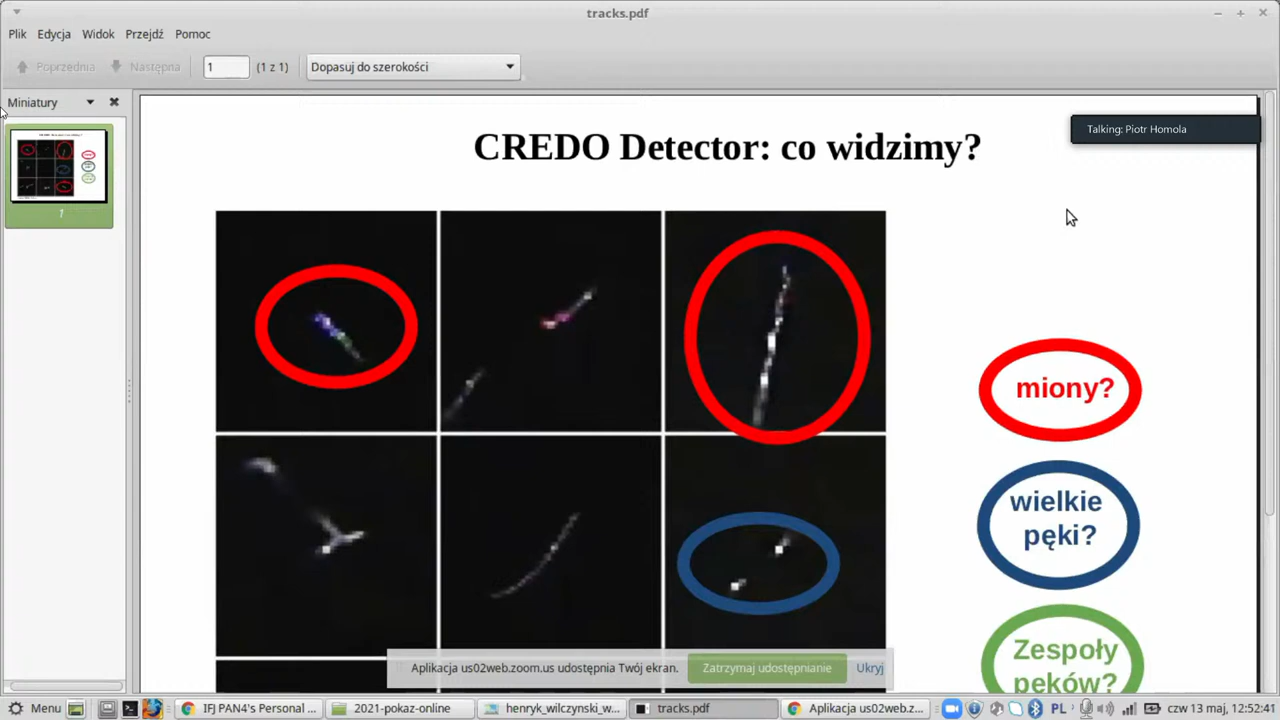 tracks.pdf
Plik Edycja Widok Przejdź Pomoc
Poprzednia Następna 1 (1 z 1) Dopasuj do szerokości
Miniatury
1
CREDO Detector: co widzimy?
Talking: Piotr Homola
miony?
wielkie
pęki?
Zespoły
pęków?
Aplikacja us02web.zoom.us udostępnia Twój ekran. Zatrzymaj udostępnianie Ukryj
Menu IFJ PAN4's Personal ... 2021-pokaz-online henryk_wilczynski_w... tracks.pdf Aplikacja us02web.z... PL czw 13 maj, 12:52:41